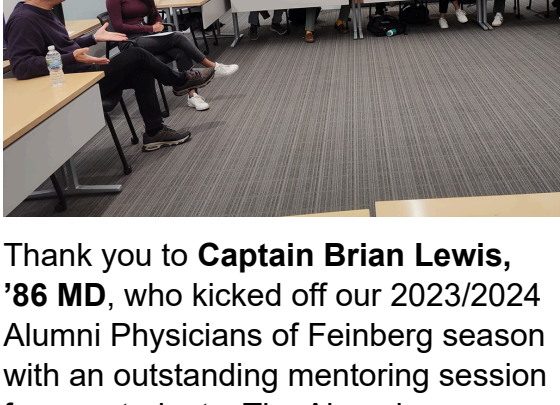 Thank you to Captain Brian Lewis,
’86 MD, who kicked off our 2023/2024
Alumni Physicians of Feinberg season
with an outstanding mentoring session